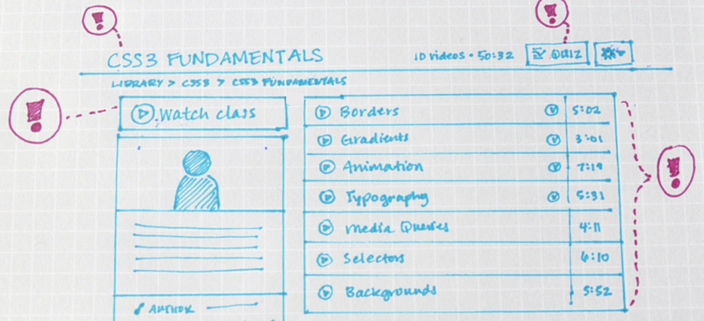 CSS3 FUNDAMENTALS
10 videos • 50:32
QUIZ
LIBRARY > CSS3 > CSS3 FUNDAMENTALS
Watch class
Borders 5:02
Gradients 3:01
Animation 7:19
Typography 5:31
Media Queries 4:11
Selectors 6:10
Backgrounds 5:52
AUTHOR